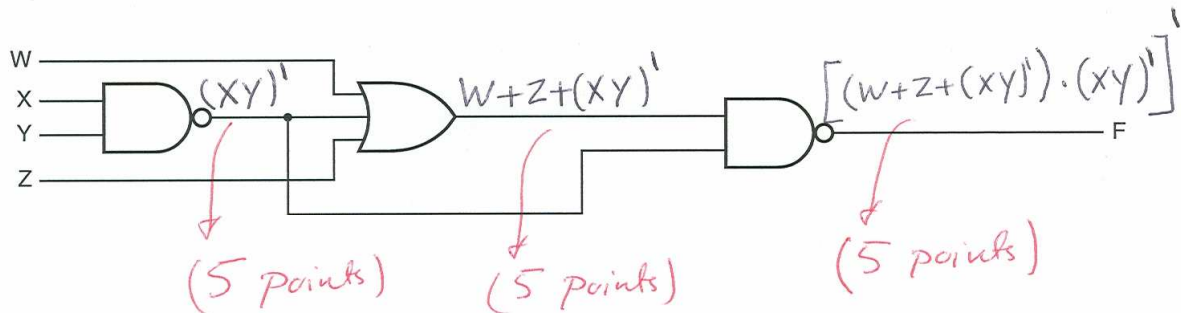 W
X
Y
Z
(XY)'
W+Z+(XY)'
[(W+Z+(XY)')·(XY)']'
F
(5 points)
(5 points)
(5 points)